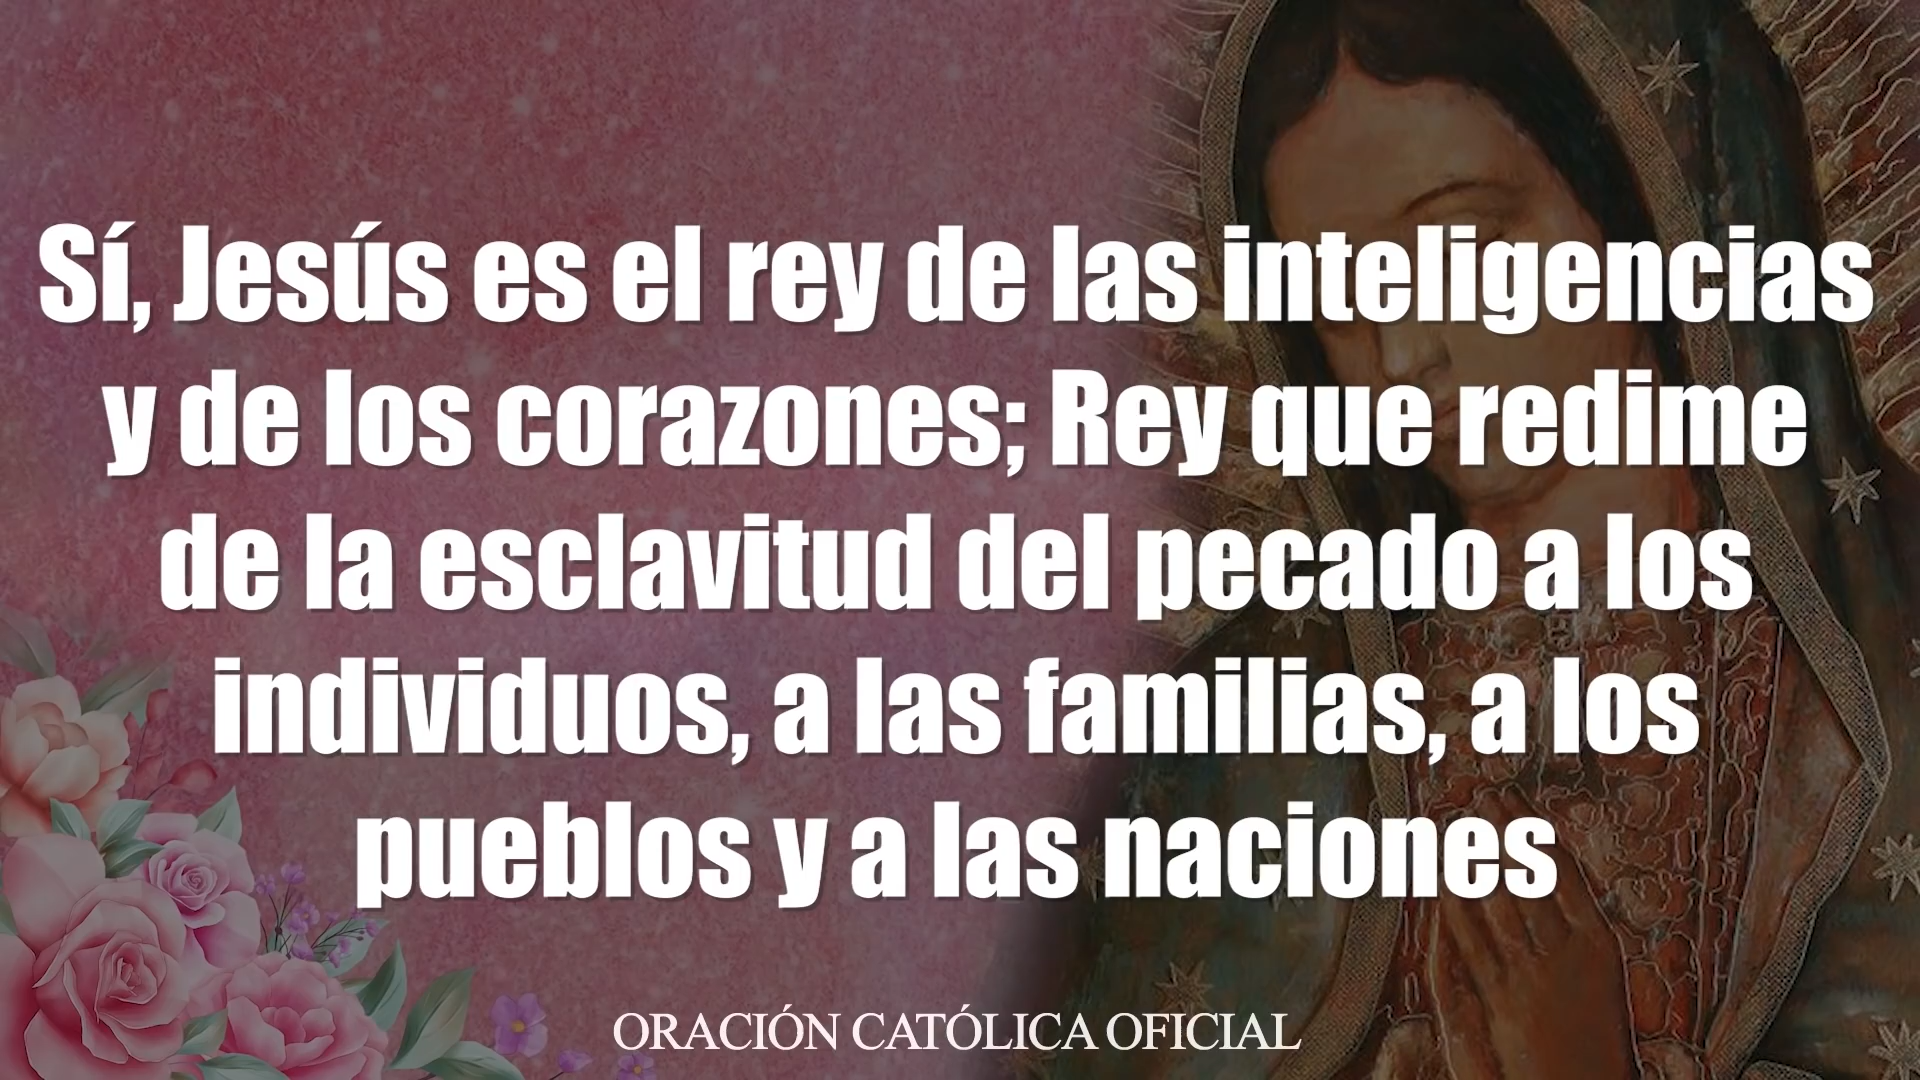 Sí, Jesús es el rey de las inteligencias
y de los corazones; Rey que redime
de la esclavitud del pecado a los
individuos, a las familias, a los
pueblos y a las naciones
ORACIÓN CATÓLICA OFICIAL